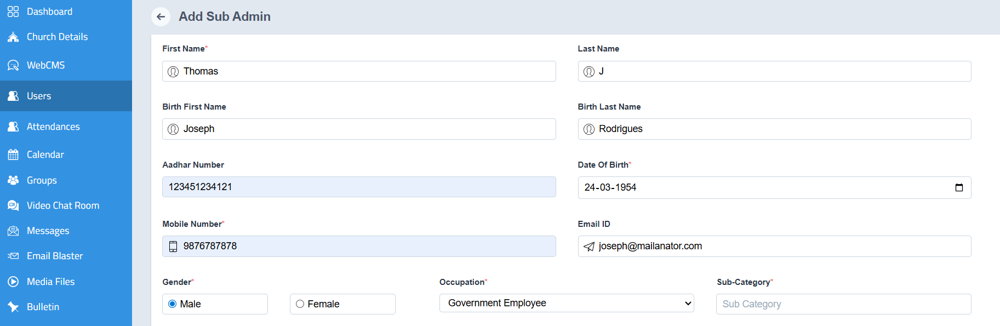 Dashboard
Church Details
WebCMS
Users
Attendances
Calendar
Groups
Video Chat Room
Messages
Email Blaster
Media Files
Bulletin
Add Sub Admin
First Name*
Last Name
Thomas
J
Birth First Name
Birth Last Name
Joseph
Rodrigues
Aadhar Number
Date Of Birth*
123451234121
24-03-1954
Mobile Number*
Email ID
9876787878
joseph@mailanator.com
Gender*
Occupation*
Sub-Category*
Male
Female
Government Employee
Sub Category